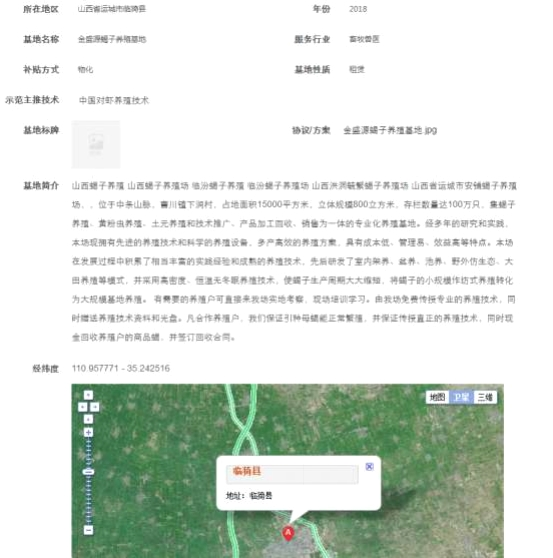 所在地区 山西省运城市临猗县 年份 2018
基地名称 金盛源蝎子养殖基地 服务行业 畜牧兽医
补贴方式 物化 基地性质 租赁
示范主推技术 中国对虾养殖技术
基地标牌 协议/方案 金盛源蝎子养殖基地.jpg
基地简介 山西蝎子养殖 山西蝎子养殖场 临汾蝎子养殖 临汾蝎子养殖场 山西洪洞毓繁蝎子养殖场 山西省运城市安铺蝎子养殖
场、、位于中条山脉、曹川镇下涧村，占地面积15000平方米，立体规模800立方米，存栏数量达100万只，集蝎子
养殖、黄粉虫养殖、土元养殖和技术推广、产品加工回收、销售为一体的专业化养殖基地。经多年的研究和实践，
本场现拥有先进的养殖技术和科学的养殖设备，多产高效的养殖方案，具有成本低、管理易、效益高等特点。本场
在发展过程中积累了相当丰富的实践经验和成熟的养殖技术，先后研发了室内架养、盆养、池养、野外仿生态、大
田养殖等模式，并采用高密度、恒温无冬眠养殖技术，使蝎子生产周期大大缩短，将蝎子的小规模作坊式养殖转化
为大规模基地养殖。 有需要的养殖户可直接来我场实地考察，现场培训学习。由我场免费传授专业的养殖技术，同
时赠送养殖技术资料和光盘。凡合作养殖户，我们保证引种母蝎能正常繁殖，并保证传授真正的养殖技术，同时现
金回收养殖户的商品蝎，并签订回收合同。
经纬度 110.957771 - 35.242516
地图 卫星 三维
临猗县
地址：临猗县
A